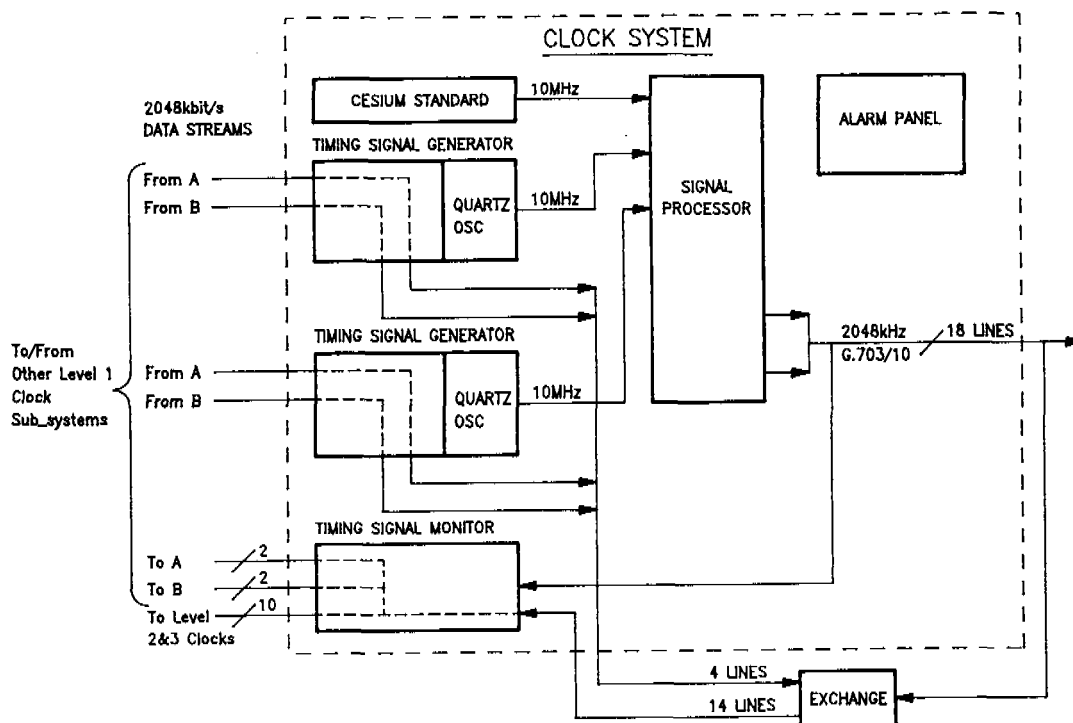 CLOCK SYSTEM
2048kbit/s
DATA STREAMS
CESIUM STANDARD
10MHz
ALARM PANEL
TIMING SIGNAL GENERATOR
From A
From B
QUARTZ
OSC
10MHz
SIGNAL
PROCESSOR
TIMING SIGNAL GENERATOR
To/From
Other Level 1
Clock
Sub_systems
From A
From B
QUARTZ
OSC
10MHz
2048kHz
G.703/10
18 LINES
TIMING SIGNAL MONITOR
To A
2
To B
2
To Level
2&3 Clocks
10
4 LINES
14 LINES
EXCHANGE